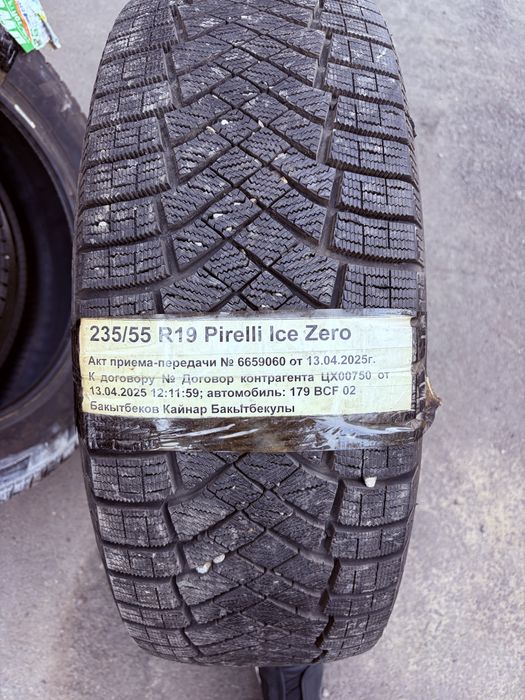 235/55 R19 Pirelli Ice Zero
Акт приема-передачи № 6659060 от 13.04.2025г.
К договору № Договор контрагента ЦХ00750 от
13.04.2025 12:11:59; автомобиль: 179 BCF 02
Бакытбеков Кайнар Бакытбекулы